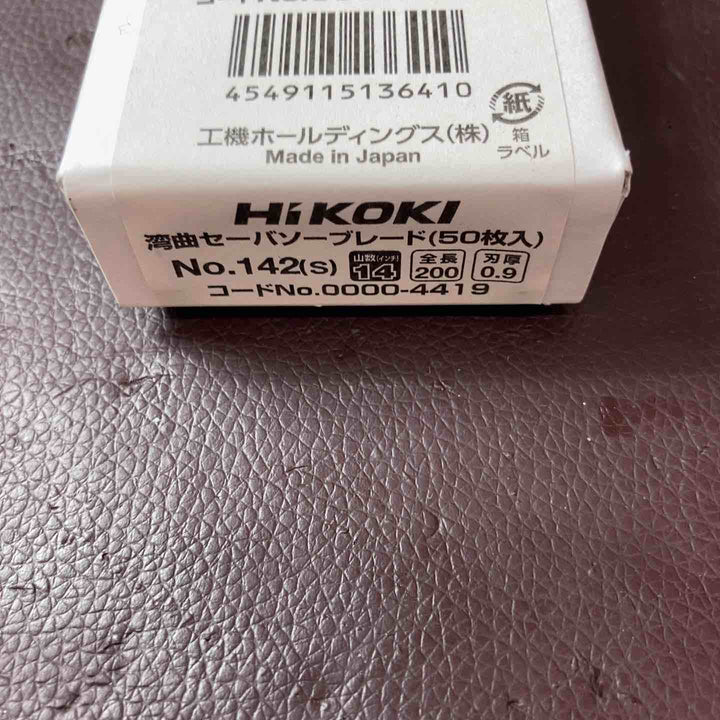 4549115136410
紙
箱
ラベル
工機ホールディングス(株)
Made in Japan
HiKOKI
湾曲セーバソーブレード(50枚入)
No.142(S) 山数(インチ) 14 全長 200 刃厚 0.9
コードNo.0000-4419